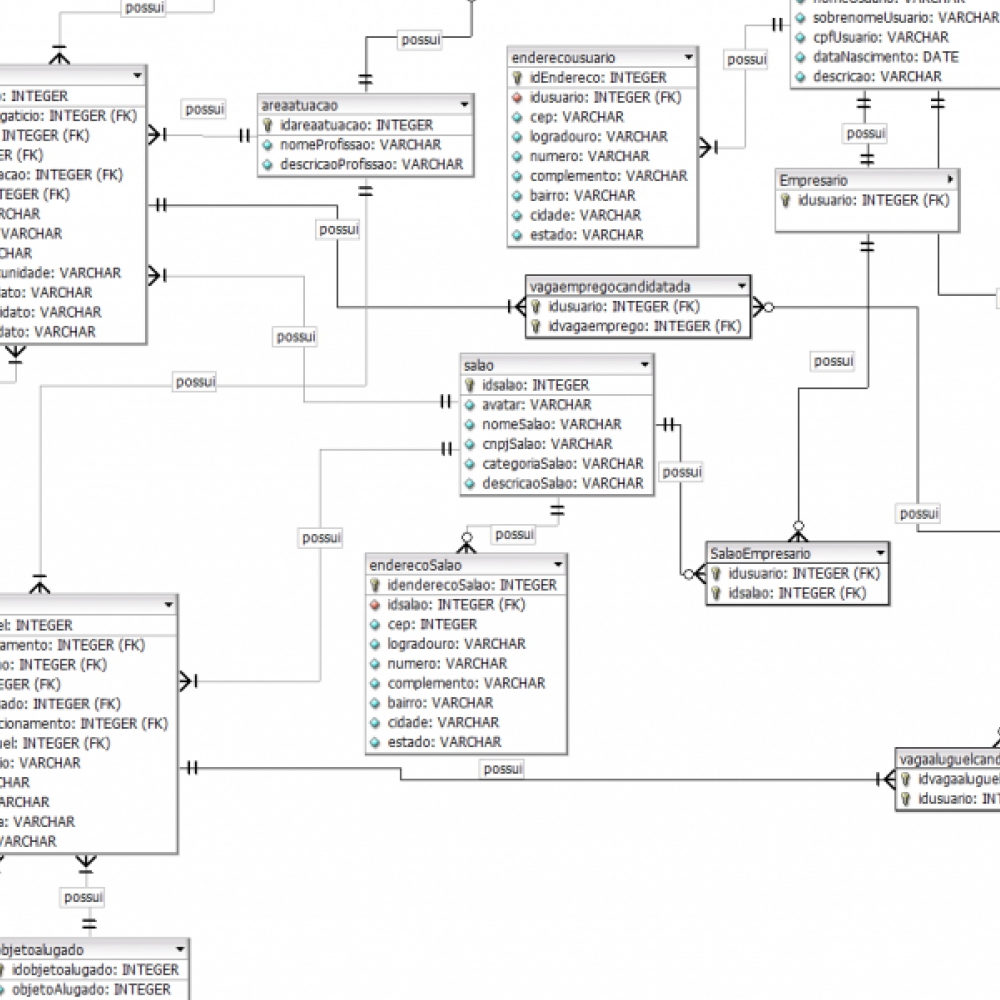 possui
possui
sobrenomeUsuario: VARCHAR
cpfUsuario: VARCHAR
dataNascimento: DATE
descricao: VARCHAR
possui
enderecousuario
idEndereco: INTEGER
idusuario: INTEGER (FK)
cep: VARCHAR
logradouro: VARCHAR
numero: VARCHAR
complemento: VARCHAR
bairro: VARCHAR
cidade: VARCHAR
estado: VARCHAR
: INTEGER
gaticio: INTEGER (FK)
INTEGER (FK)
ER (FK)
acao: INTEGER (FK)
TEGER (FK)
RCHAR
VARCHAR
CHAR
unidade: VARCHAR
dato: VARCHAR
idato: VARCHAR
dato: VARCHAR
possui
areaatuacao
idareaatuacao: INTEGER
nomeProfissao: VARCHAR
descricaoProfissao: VARCHAR
possui
Empresario
idusuario: INTEGER (FK)
possui
vagaempregocandidatada
idusuario: INTEGER (FK)
idvagaemprego: INTEGER (FK)
possui
possui
possui
salao
idsalao: INTEGER
avatar: VARCHAR
nomeSalao: VARCHAR
cnpjSalao: VARCHAR
categoriaSalao: VARCHAR
descricaoSalao: VARCHAR
possui
possui
possui
possui
SalaoEmpresario
idusuario: INTEGER (FK)
idsalao: INTEGER (FK)
enderecoSalao
idenderecoSalao: INTEGER
idsalao: INTEGER (FK)
cep: INTEGER
logradouro: VARCHAR
numero: VARCHAR
complemento: VARCHAR
bairro: VARCHAR
cidade: VARCHAR
estado: VARCHAR
el: INTEGER
amento: INTEGER (FK)
o: INTEGER (FK)
EGER (FK)
ado: INTEGER (FK)
cionamento: INTEGER (FK)
uel: INTEGER (FK)
io: VARCHAR
CHAR
ARCHAR
a: VARCHAR
VARCHAR
possui
vagaaluguelcand
idvagaaluguel
idusuario: INT
possui
objetoalugado
idobjetoalugado: INTEGER
objetoAlugado: INTEGER